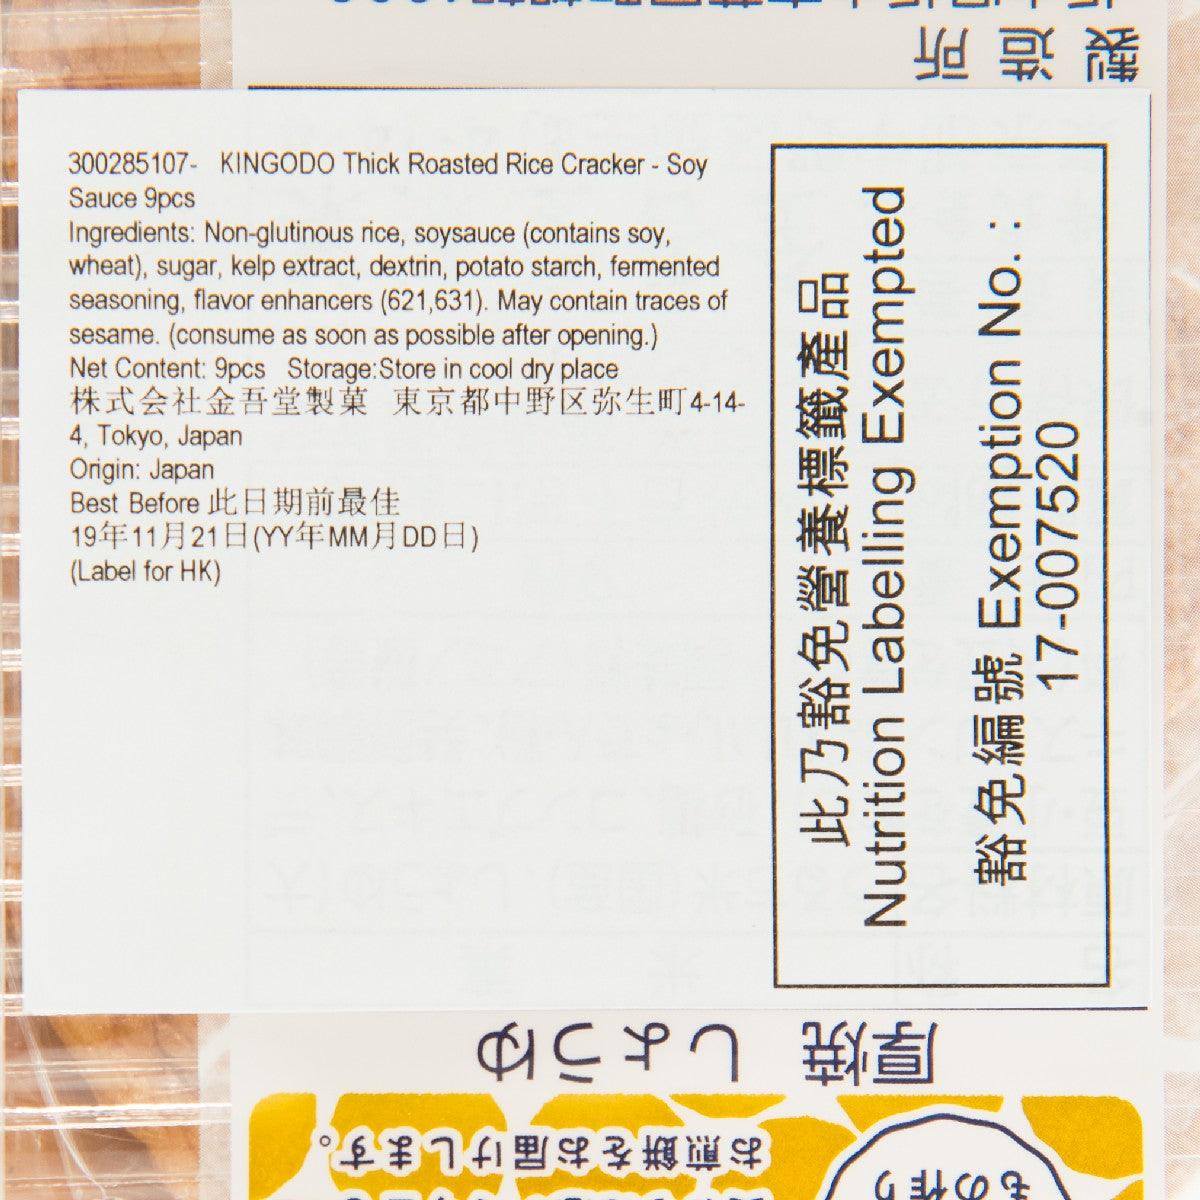 製造所
300285107- KINGODO Thick Roasted Rice Cracker - Soy
Sauce 9pcs
Ingredients: Non-glutinous rice, soysauce (contains soy,
wheat), sugar, kelp extract, dextrin, potato starch, fermented
seasoning, flavor enhancers (621,631). May contain traces of
sesame. (consume as soon as possible after opening.)
Net Content: 9pcs Storage:Store in cool dry place
株式会社金吾堂製菓 東京都中野区弥生町4-14-
4, Tokyo, Japan
Origin: Japan
Best Before 此日期前最佳
19年11月21日(YY年MM月DD日)
(Label for HK)
此乃豁免營養標籤產品
Nutrition Labelling Exempted
豁免編號 Exemption No. :
17-007520
厚焼 しょうゆ
お煎餅をお届けします。
もの作り